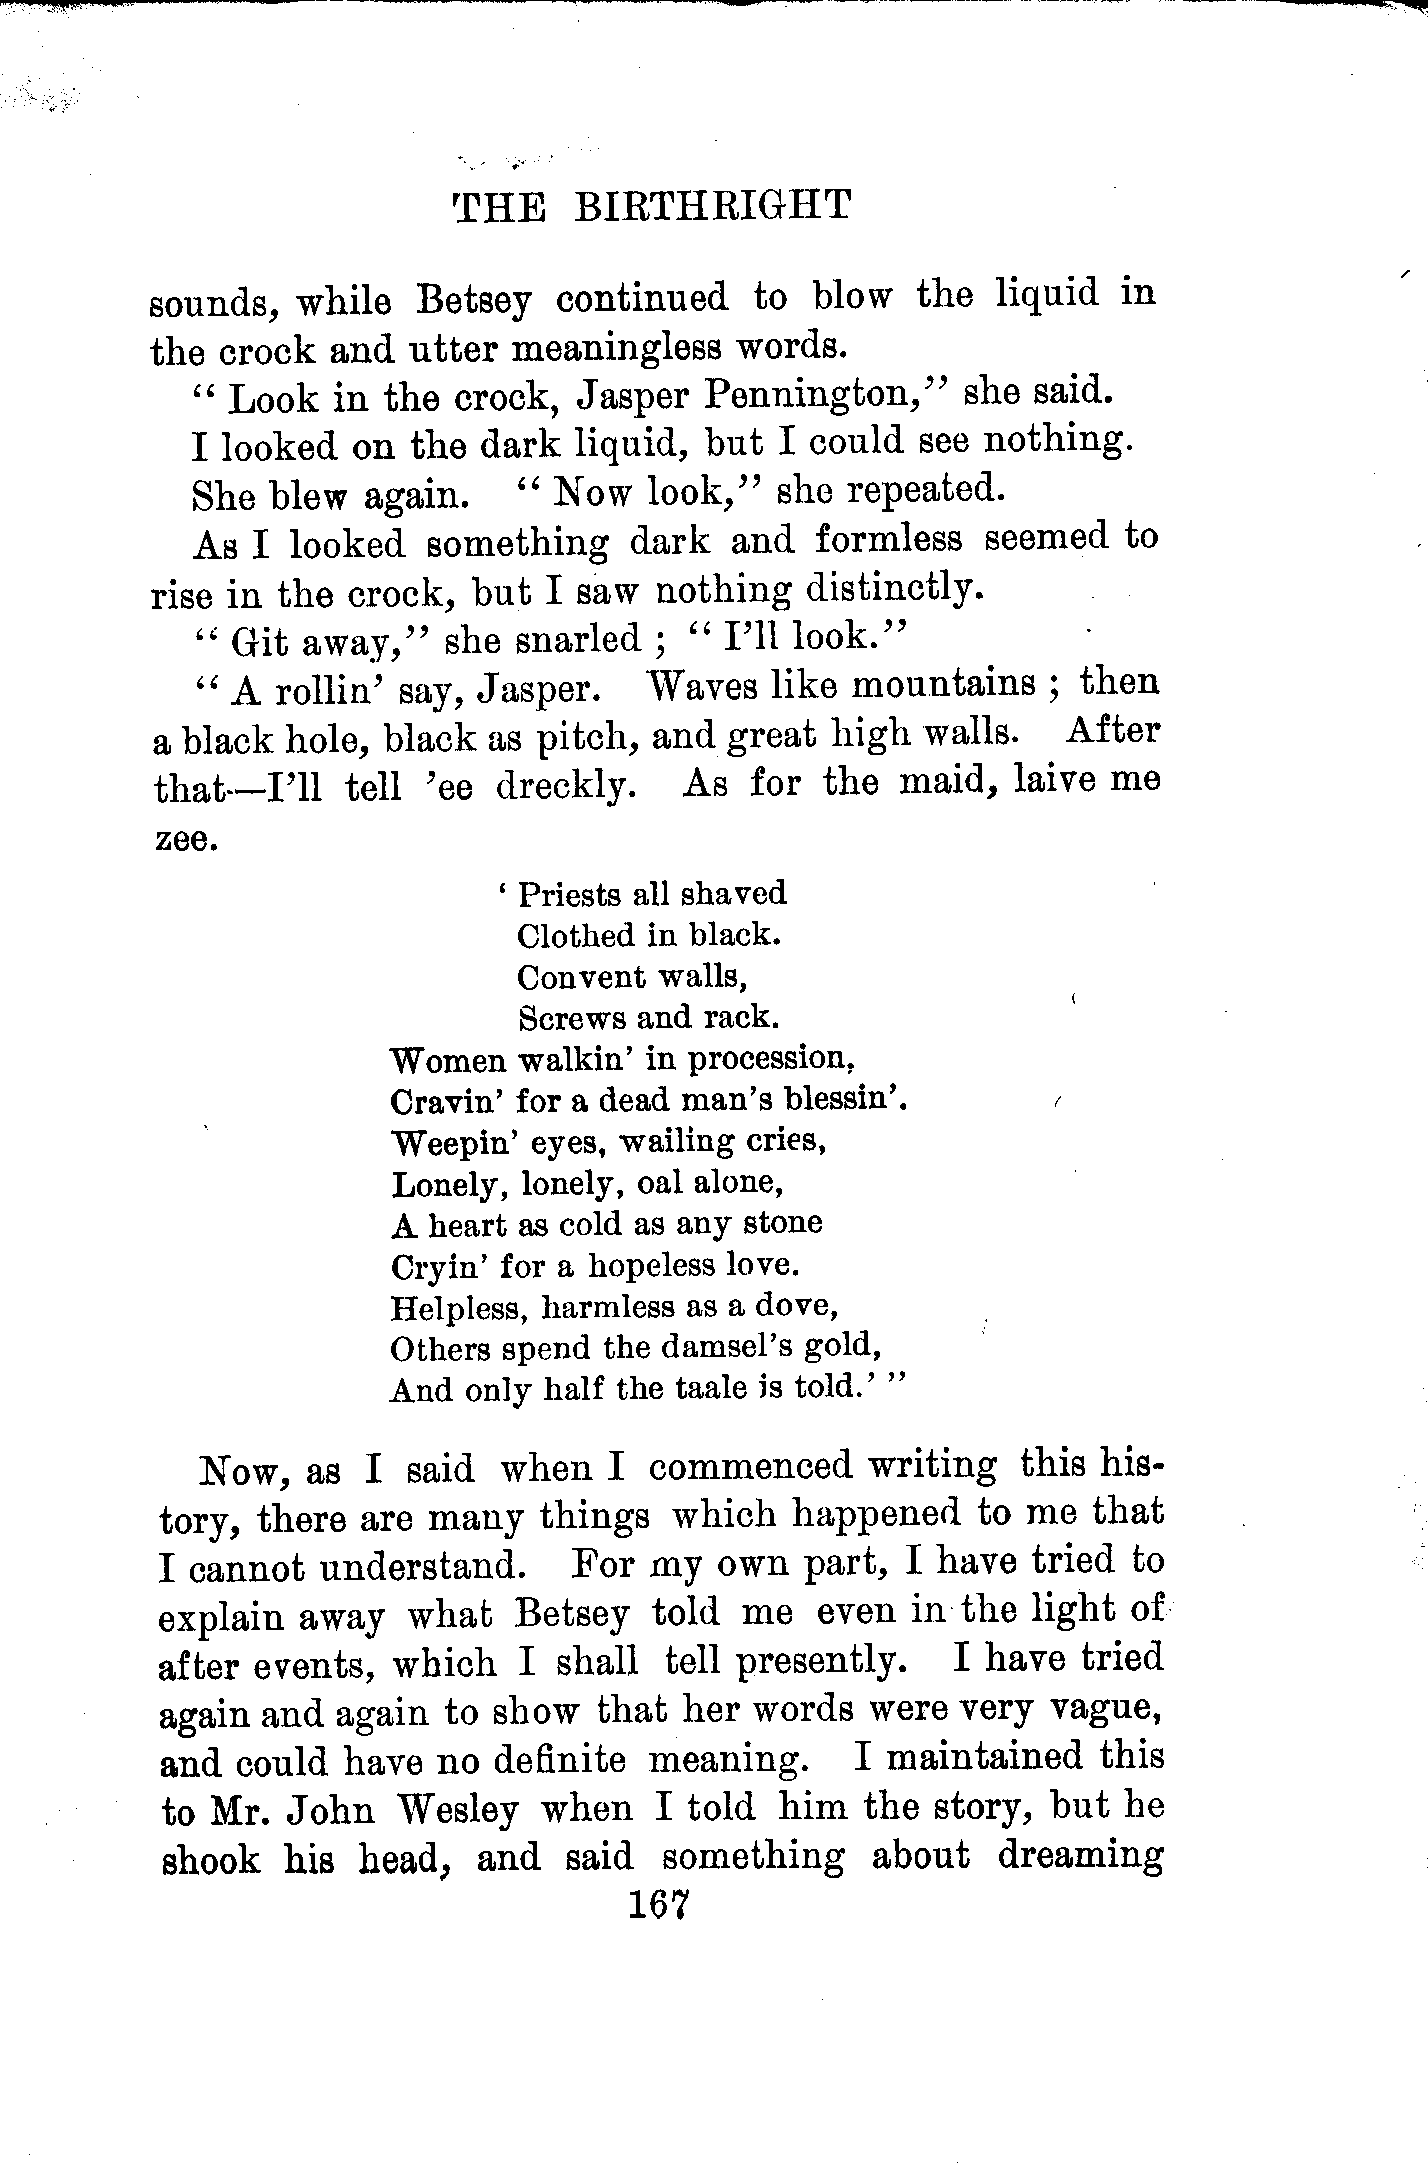 THE BIRTHRIGHT
sounds, while Betsey continued to blow the liquid in
the crock and utter meaningless words.
“ Look in the crock, Jasper Pennington,” she said.
I looked on the dark liquid, but I could see nothing.
She blew again. “ Now look,” she repeated.
As I looked something dark and formless seemed to
rise in the crock, but I saw nothing distinctly.
“ Git away,” she snarled ; “ I’ll look.”
“ A rollin’ say, Jasper. Waves like mountains ; then
a black hole, black as pitch, and great high walls. After
that—I’ll tell ’ee dreckly. As for the maid, laive me
zee.
‘ Priests all shaved
Clothed in black.
Convent walls,
Screws and rack.
Women walkin’ in procession,
Cravin’ for a dead man’s blessin’.
Weepin’ eyes, wailing cries,
Lonely, lonely, oal alone,
A heart as cold as any stone
Cryin’ for a hopeless love.
Helpless, harmless as a dove,
Others spend the damsel’s gold,
And only half the taale is told.’ ”
Now, as I said when I commenced writing this his-
tory, there are many things which happened to me that
I cannot understand. For my own part, I have tried to
explain away what Betsey told me even in the light of
after events, which I shall tell presently. I have tried
again and again to show that her words were very vague,
and could have no definite meaning. I maintained this
to Mr. John Wesley when I told him the story, but he
shook his head, and said something about dreaming
167